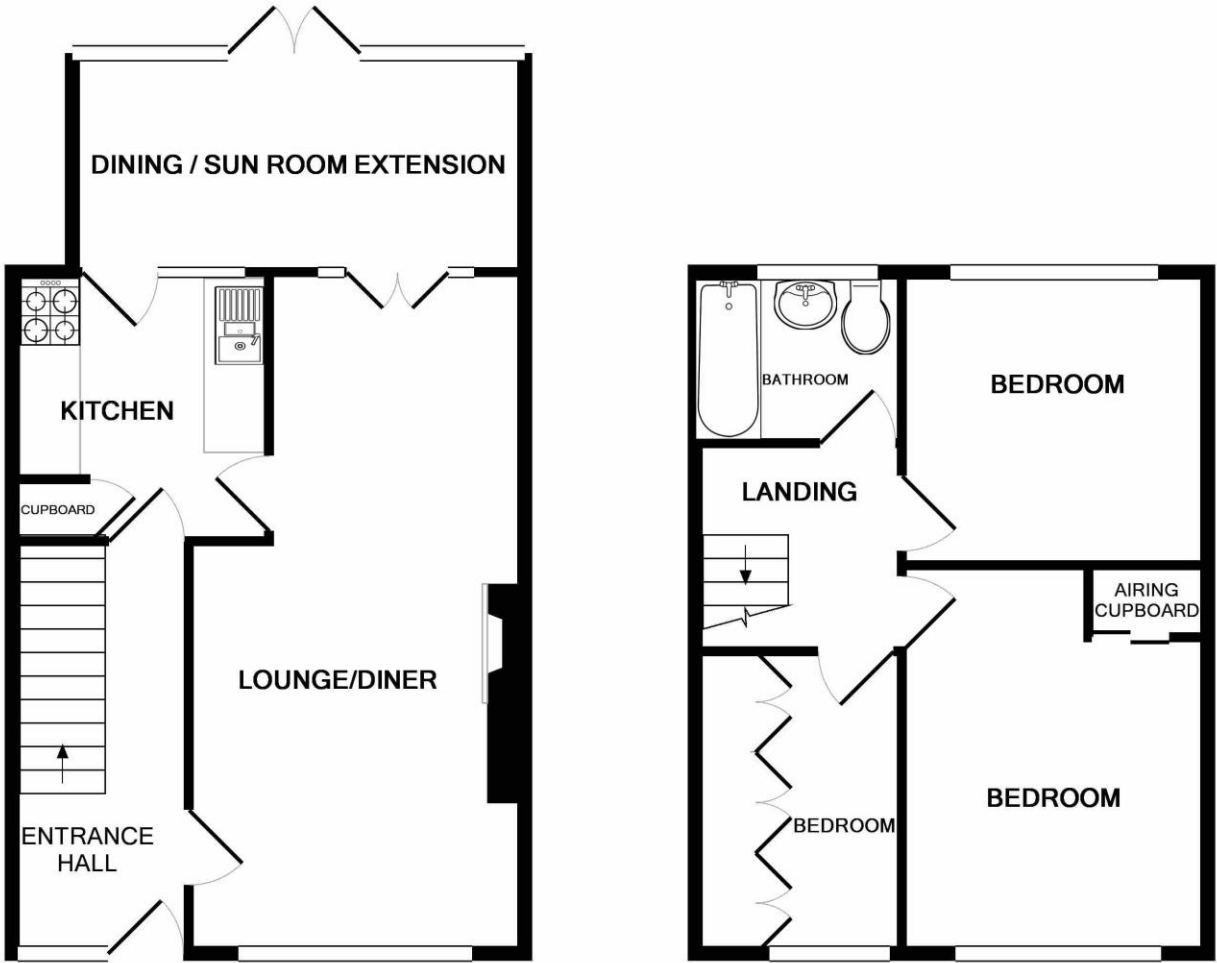 DINING / SUN ROOM EXTENSION
KITCHEN
CUPBOARD
LOUNGE/DINER
ENTRANCE
HALL
BATHROOM
BEDROOM
LANDING
AIRING
CUPBOARD
BEDROOM
BEDROOM